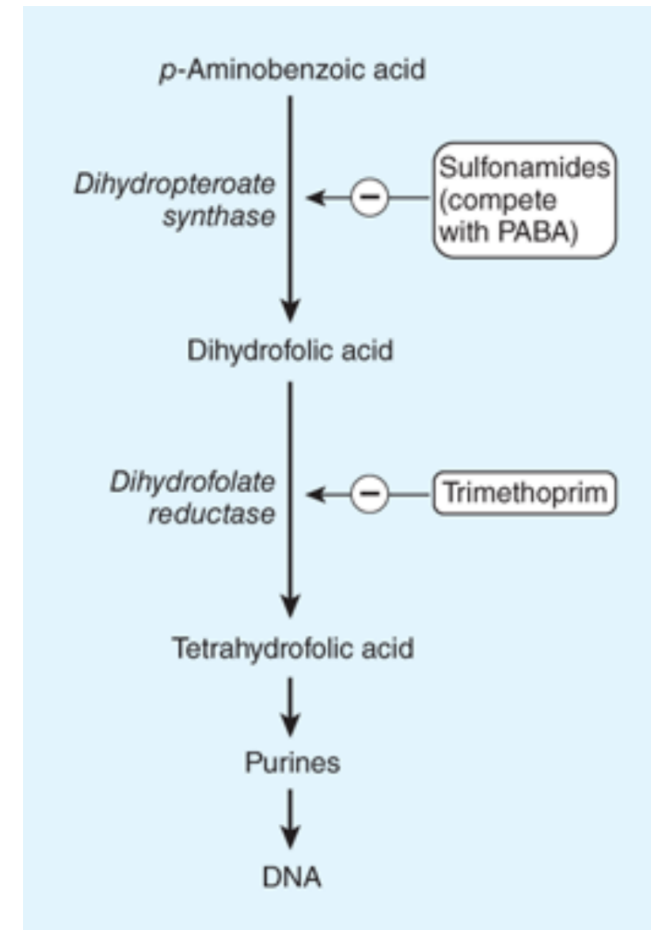 p-Aminobenzoic acid
Dihydropteroate
synthase
Sulfonamides
(compete
with PABA)
Dihydrofolic acid
Dihydrofolate
reductase
Trimethoprim
Tetrahydrofolic acid
Purines
DNA